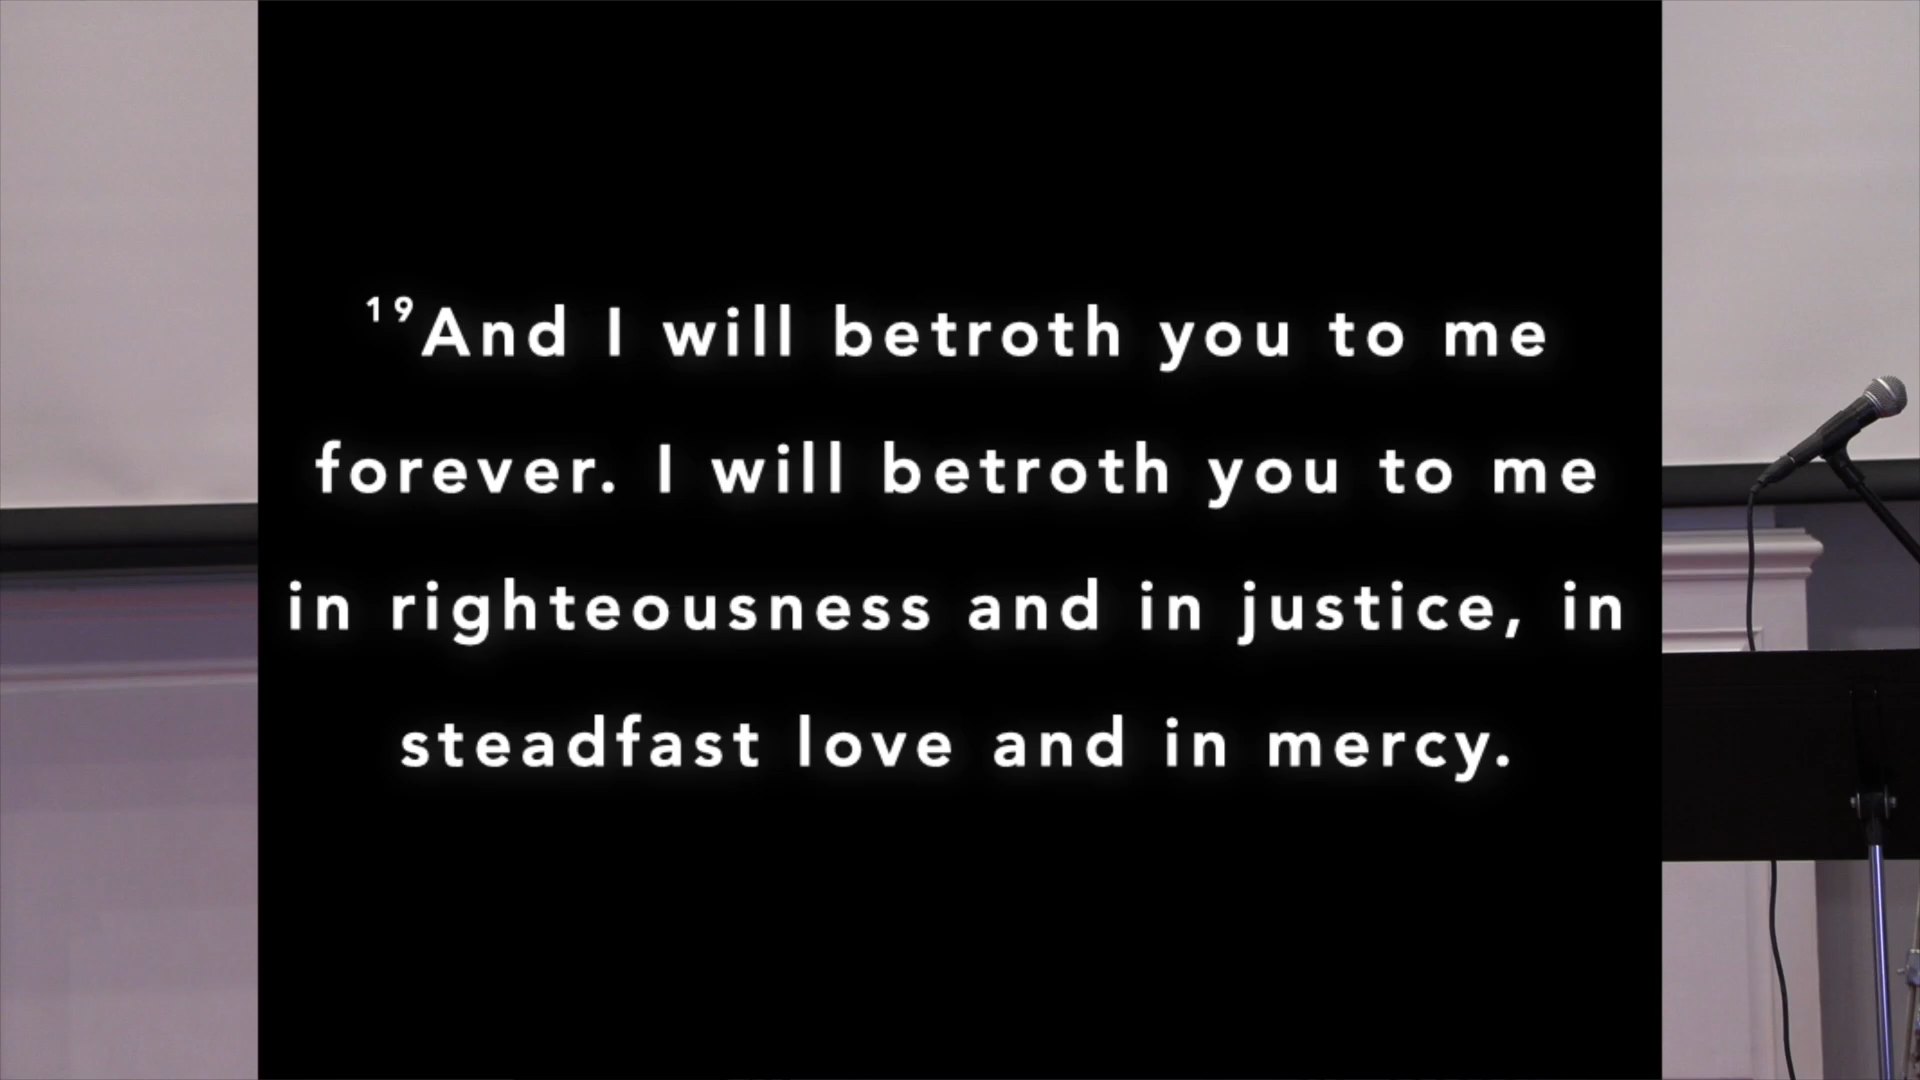 ¹⁹And I will betroth you to me
forever. I will betroth you to me
in righteousness and in justice, in
steadfast love and in mercy.